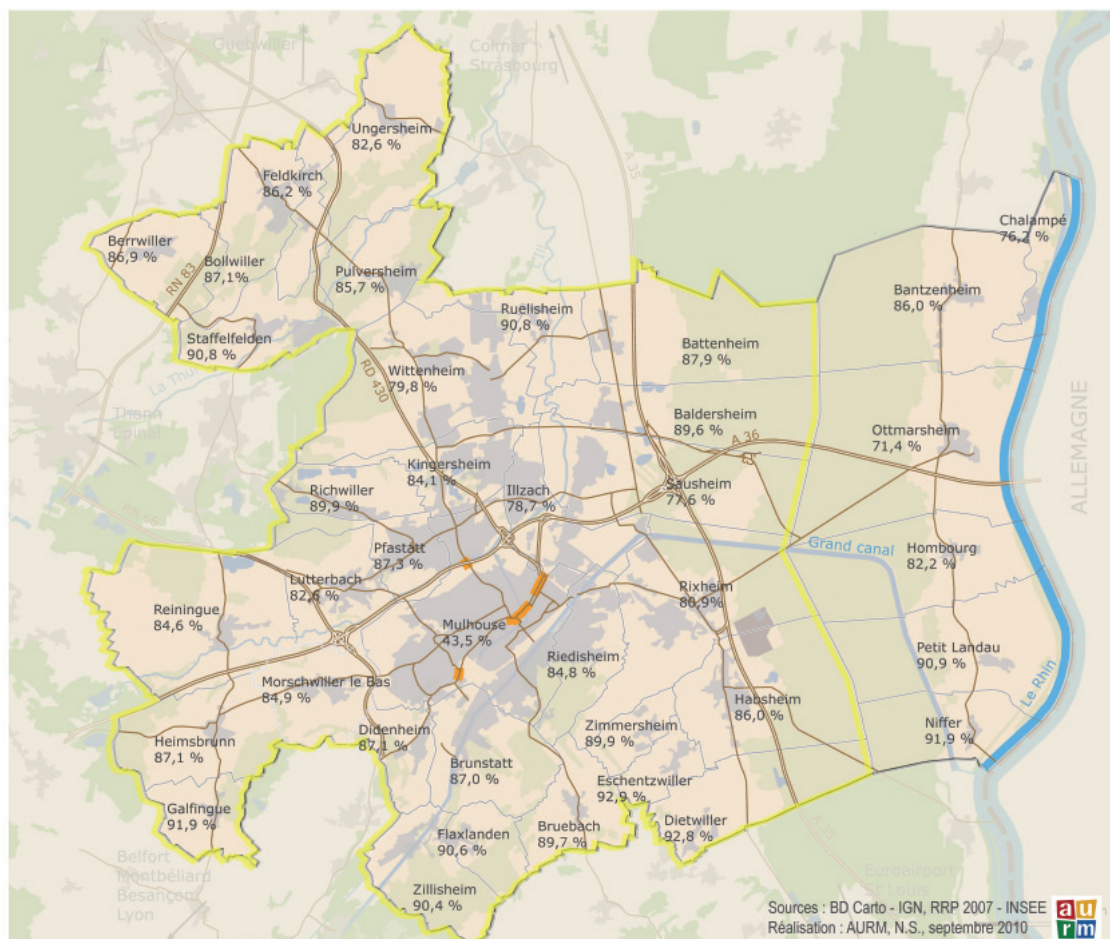 Guebwiller
Colmar
Strasbourg
Ungersheim
82,6 %
Feldkirch
86,2 %
A 35
Chalampé
76,2 %
Berrwiller
86,9 %
Bollwiller
87,1%
RN 83
Pulversheim
85,7 %
Bantzenheim
86,0 %
Ruelisheim
90,8 %
Staffelfelden
90,8 %
Battenheim
87,9 %
La Thur
Wittenheim
79,8 %
RD 430
Thann
Epinal
Baldersheim
89,6 %
A 36
Ottmarsheim
71,4 %
ALLEMAGNE
Kingersheim
84,1 %
Richwiller
89,9 %
Illzach
78,7 %
Sausheim
77,6 %
RN 66
Pfastatt
87,3 %
Grand canal
Hombourg
82,2 %
Lutterbach
82,6 %
Rixheim
80,9%
Reiningue
84,6 %
Mulhouse
43,5 %
Riedisheim
84,8 %
Petit Landau
90,9 %
Le Rhin
Morschwiller le Bas
84,9 %
Habsheim
86,0 %
Niffer
91,9 %
Didenheim
87,1 %
Zimmersheim
89,9 %
Heimsbrunn
87,1 %
Brunstatt
87,0 %
Eschentzwiller
92,9 %
Galfingue
91,9 %
Dietwiller
92,8 %
Bruebach
89,7 %
Flaxlanden
90,6 %
A 35
Belfort
Montbéliard
Besançon
Lyon
Zillisheim
90,4 %
Euroairport
St Louis
Sources : BD Carto - IGN, RRP 2007 - INSEE
Réalisation : AURM, N.S., septembre 2010
au
rm